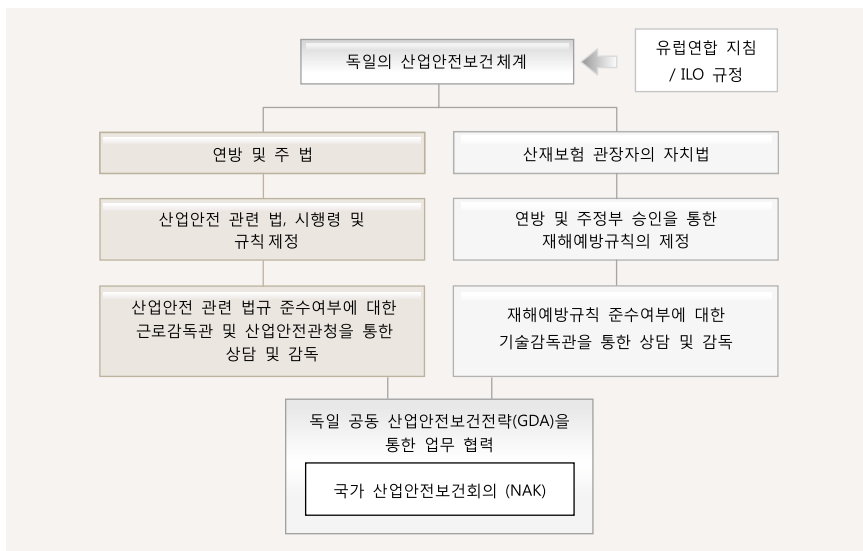 독일의 산업안전보건체계
유럽연합 지침
/ ILO 규정
연방 및 주 법
산재보험 관장자의 자치법
산업안전 관련 법, 시행령 및
규칙제정
연방 및 주정부 승인을 통한
재해예방규칙의 제정
산업안전 관련 법규 준수여부에 대한
근로감독관 및 산업안전관청을 통한
상담 및 감독
재해예방규칙 준수여부에 대한
기술감독관을 통한 상담 및 감독
독일 공동 산업안전보건전략(GDA)을
통한 업무 협력
국가 산업안전보건회의 (NAK)